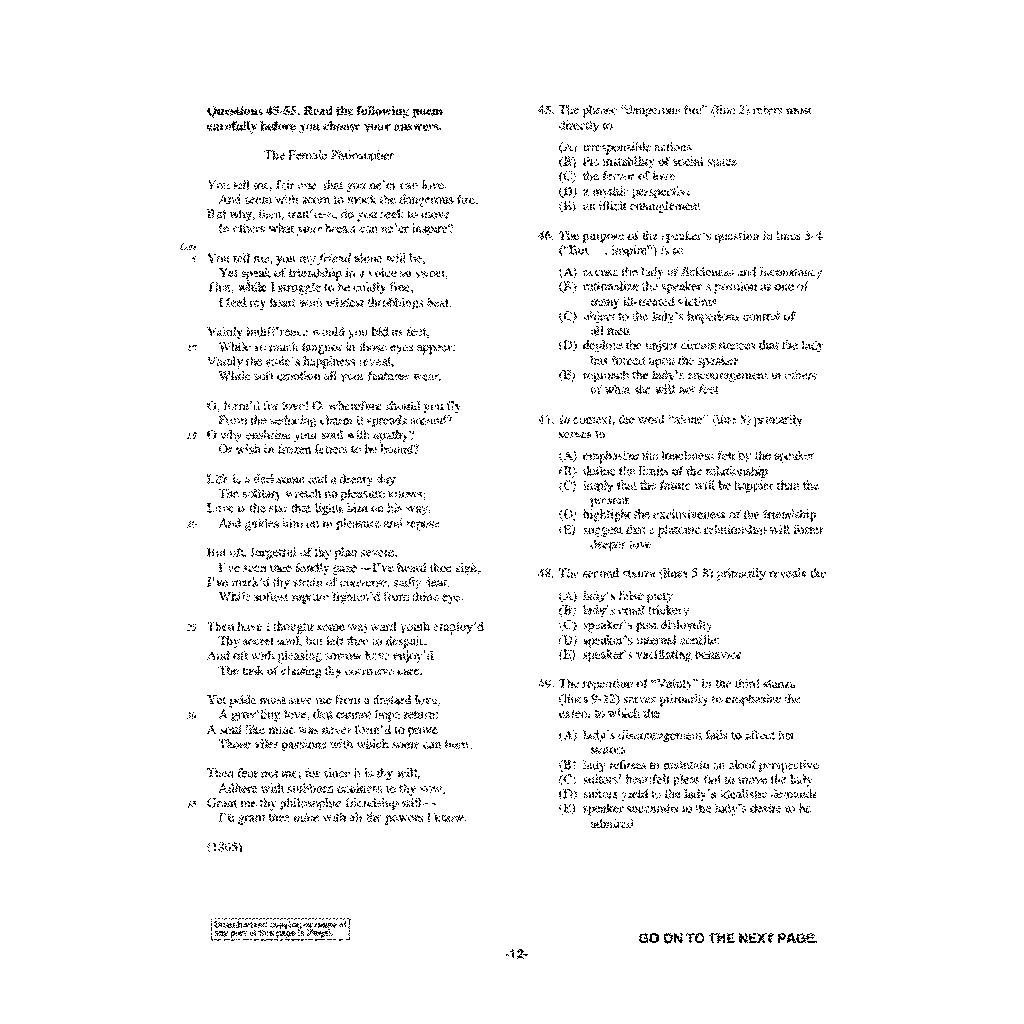 Questions 45-55. Read the following poem
carefully before you choose your answers.
The Female Philosopher
You tell me, fair one, that you ne'er can love,
And seem with scorn to mock the dangerous fire;
But why, then, trait'ress, do you seek to move
In others what your breast can ne'er inspire?
Line
5 You tell me, you my friend alone will be,
Yet speak of friendship in a voice so sweet,
That, while I struggle to be coldly free,
I feel my heart with wildest throbbings beat.
Vainly indiff'rence would you bid us feel,
10 While so much languor in those eyes appear;
Vainly the stoic's happiness reveal,
While soft emotion all your features wear.
O, form'd for love! O, wherefore should you fly
From the seducing charm it spreads around?
15 O why enshrine your soul with apathy?
Or wish in frozen fetters to be bound?
Life is a darksome and a dreary day,
The solitary wretch no pleasure knows;
Love is the star that lights him on his way,
20 And guides him on to pleasure and repose.
But oft, forgetful of thy plan severe,
I've seen thee fondly gaze—I've heard thee sigh;
I've mark'd thy strain of converse, sadly dear,
While softest rapture lighten'd from thine eye.
25 Then have I thought some wayward youth employ'd
Thy secret soul, but left thee to despair,
And oft with pleasing sorrow have enjoy'd
The task of chasing thy corrosive care.
Yet pride must save me from a dastard love,
30 A grov'ling love, that cannot hope return:
A soul like mine was never form'd to prove
Those viler passions with which some can burn.
Then fear not me; for since it is thy will,
Adhere with stubborn coolness to thy vow;
35 Grant me thy philosophic friendship still—
I'll grant thee mine with all the powers I know.
(1805)
Unauthorized copying or reuse of
any part of this page is illegal.
45. The phrase "dangerous fire" (line 2) refers most
directly to
(A) irresponsible actions
(B) the instability of social status
(C) the fervor of love
(D) a mythic perspective
(E) an illicit entanglement
46. The purpose of the speaker's question in lines 3-4
("But . . . inspire") is to
(A) accuse the lady of fickleness and inconstancy
(B) rationalize the speaker's position as one of
many ill-treated victims
(C) object to the lady's imperious control of
all men
(D) deplore the unjust circumstances that the lady
has forced upon the speaker
(E) reproach the lady's encouragement in others
of what she will not feel
47. In context, the word "alone" (line 5) primarily
serves to
(A) emphasize the loneliness felt by the speaker
(B) define the limits of the relationship
(C) imply that the future will be happier than the
present
(D) highlight the exclusiveness of the friendship
(E) suggest that a platonic relationship will foster
deeper love
48. The second stanza (lines 5-8) primarily reveals the
(A) lady's false piety
(B) lady's cruel trickery
(C) speaker's past disloyalty
(D) speaker's internal conflict
(E) speaker's vacillating behavior
49. The repetition of "Vainly" in the third stanza
(lines 9-12) serves primarily to emphasize the
extent to which the
(A) lady's discouragement fails to affect her
suitors
(B) lady refuses to maintain an aloof perspective
(C) suitors' heartfelt pleas fail to move the lady
(D) suitors yield to the lady's idealistic demands
(E) speaker succumbs to the lady's desire to be
admired
GO ON TO THE NEXT PAGE.
-12-